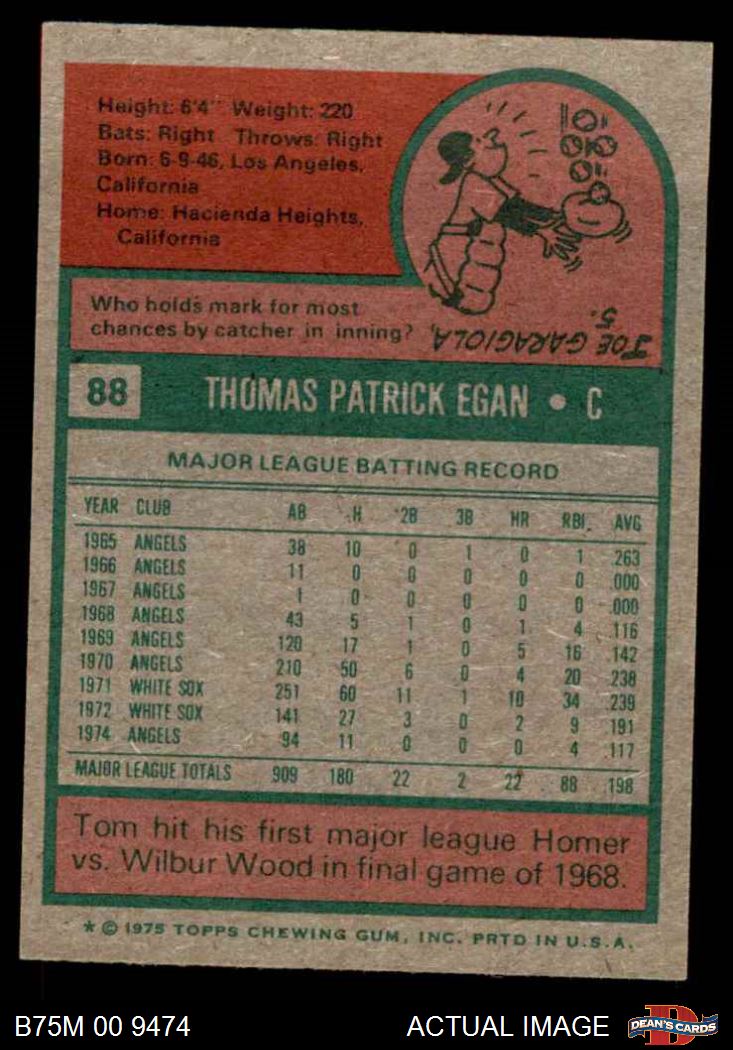 Height: 6'4" Weight: 220
Bats: Right Throws: Right
Born: 6-9-46, Los Angeles,
California
Home: Hacienda Heights,
California
Who holds mark for most
chances by catcher in inning?
JOE GARAGIOLA,
5.
88 THOMAS PATRICK EGAN • C
MAJOR LEAGUE BATTING RECORD
YEAR CLUB AB H 2B 3B HR RBI AVG
1965 ANGELS 38 10 0 1 0 1 .263
1966 ANGELS 11 0 0 0 0 0 .000
1967 ANGELS 1 0 0 0 0 0 .000
1968 ANGELS 43 5 1 0 1 4 .116
1969 ANGELS 120 17 1 0 5 16 .142
1970 ANGELS 210 50 6 0 4 20 .238
1971 WHITE SOX 251 60 11 1 10 34 .239
1972 WHITE SOX 141 27 3 0 2 9 .191
1974 ANGELS 94 11 0 0 0 4 .117
MAJOR LEAGUE TOTALS 909 180 22 2 22 88 .198
Tom hit his first major league Homer
vs. Wilbur Wood in final game of 1968.
* © 1975 TOPPS CHEWING GUM, INC. PRTD IN U.S.A.
B75M 00 9474 ACTUAL IMAGE DEAN'S CARDS